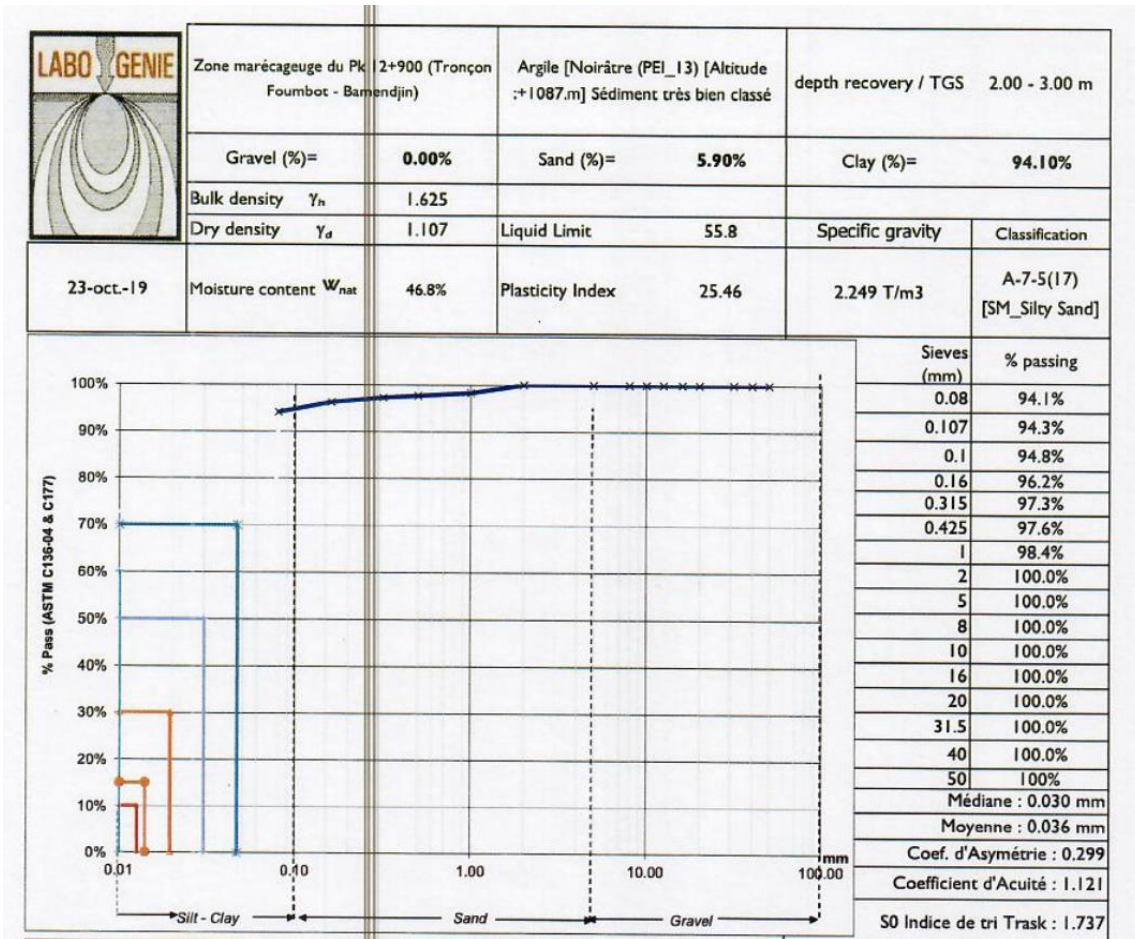 LABO GENIE
Zone marécageuse du Pk 12+900 (Tronçon
Foumbot - Bamendjin)
Argile [Noirâtre (PEI_13) [Altitude
:+1087.m] Sédiment très bien classé
depth recovery / TGS 2.00 - 3.00 m
Gravel (%)= 0.00% Sand (%)= 5.90% Clay (%)= 94.10%
Bulk density γh 1.625
Dry density γd 1.107 Liquid Limit 55.8 Specific gravity Classification
23-oct.-19 Moisture content Wnat 46.8% Plasticity Index 25.46 2.249 T/m3 A-7-5(17)
[SM_Silty Sand]
Sieves
(mm) % passing
0.08 94.1%
0.107 94.3%
0.1 94.8%
0.16 96.2%
0.315 97.3%
0.425 97.6%
1 98.4%
2 100.0%
5 100.0%
8 100.0%
10 100.0%
16 100.0%
20 100.0%
31.5 100.0%
40 100.0%
50 100%
Médiane : 0.030 mm
Moyenne : 0.036 mm
Coef. d'Asymétrie : 0.299
Coefficient d'Acuité : 1.121
S0 Indice de tri Trask : 1.737
% Pass (ASTM C136-04 & C177)
100%
90%
80%
70%
60%
50%
40%
30%
20%
10%
0%
mm
0.01 0.10 1.00 10.00 100.00
Silt - Clay Sand Gravel